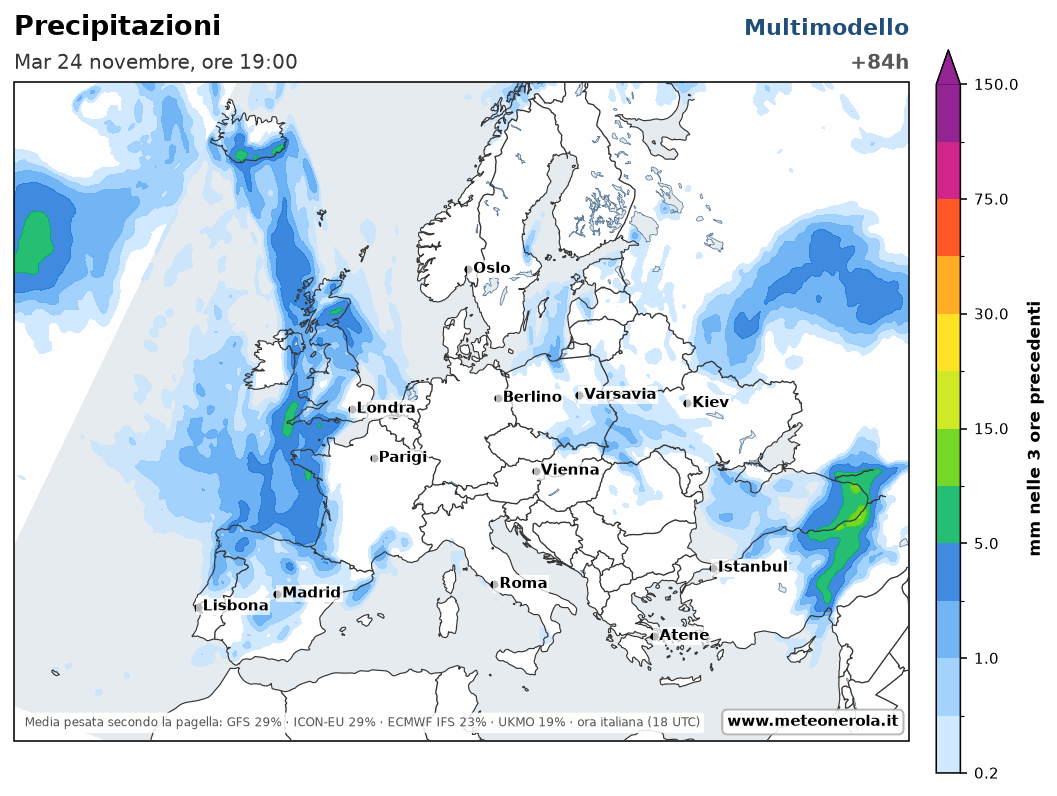 Precipitazioni
Multimodello
Mar 24 novembre, ore 19:00
+84h
150.0
75.0
30.0
15.0
5.0
1.0
0.2
mm nelle 3 ore precedenti
Oslo
Berlino
Varsavia
Kiev
Londra
Parigi
Vienna
Istanbul
Roma
Madrid
Lisbona
Atene
Media pesata secondo la pagella: GFS 29% · ICON-EU 29% · ECMWF IFS 23% · UKMO 19% · ora italiana (18 UTC)
www.meteonerola.it